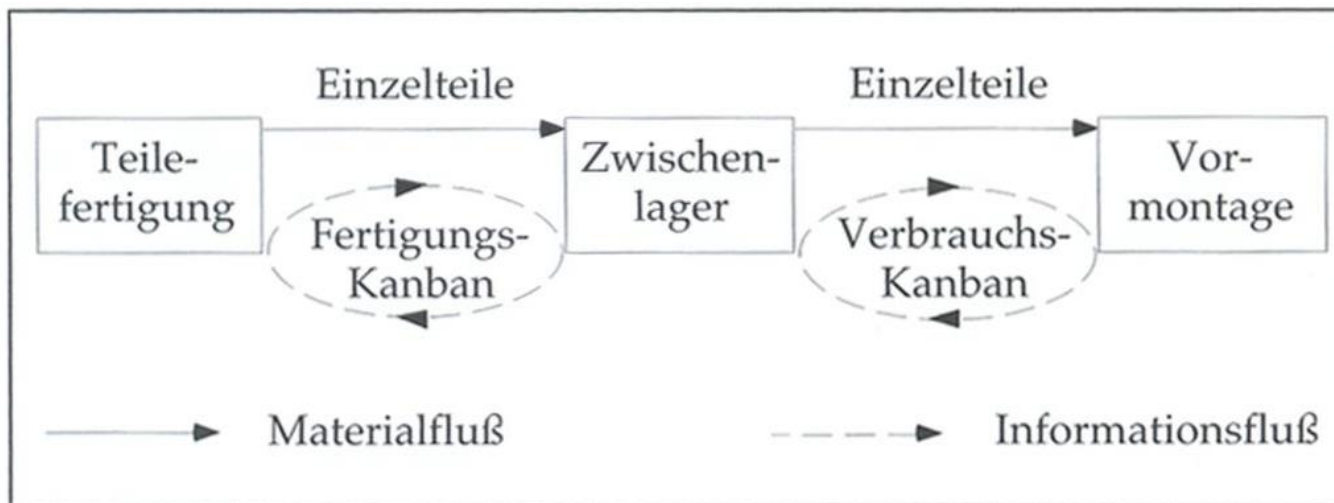 Einzelteile
Einzelteile
Teile-
fertigung
Zwischen-
lager
Vor-
montage
Fertigungs-
Kanban
Verbrauchs-
Kanban
Materialfluß
Informationsfluß